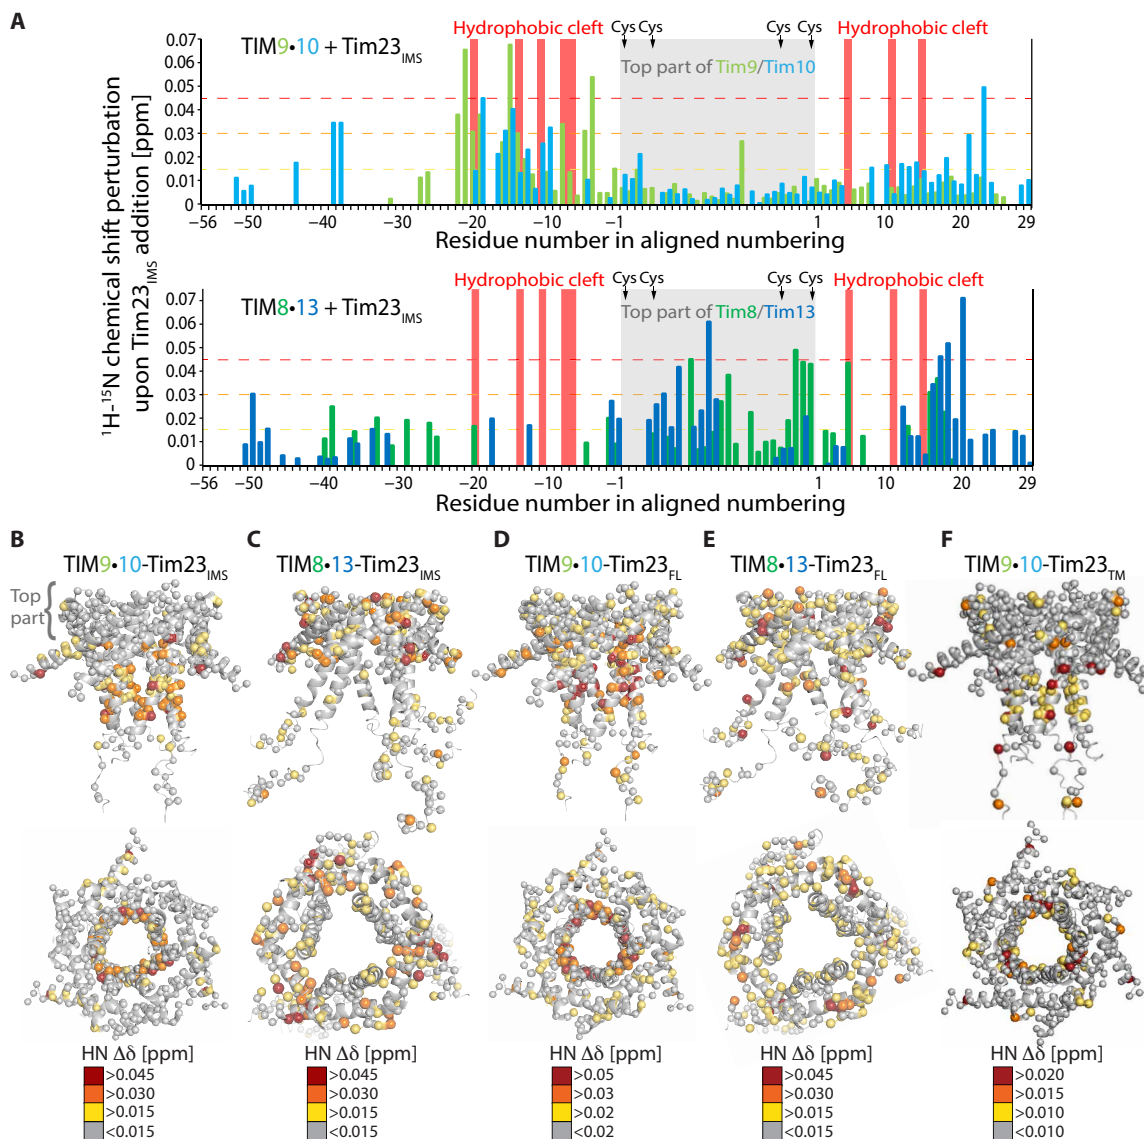 A
TIM9•10 + Tim23IMS
Hydrophobic cleft
Cys Cys
Cys Cys
Hydrophobic cleft
Top part of Tim9/Tim10
0.07
0.06
0.05
0.04
0.03
0.02
0.01
0
−56 −50 −40 −30 −20 −10 −1 1 10 20 29
Residue number in aligned numbering
¹H-¹⁵N chemical shift perturbation
upon Tim23IMS addition [ppm]
TIM8•13 + Tim23IMS
Hydrophobic cleft
Cys Cys
Cys Cys
Hydrophobic cleft
Top part of Tim8/Tim13
0.07
0.06
0.05
0.04
0.03
0.02
0.01
0
−56 −50 −40 −30 −20 −10 −1 1 10 20 29
Residue number in aligned numbering
B C D E F
TIM9•10-Tim23IMS TIM8•13-Tim23IMS TIM9•10-Tim23FL TIM8•13-Tim23FL TIM9•10-Tim23TM
Top
part
HN Δδ [ppm] HN Δδ [ppm] HN Δδ [ppm] HN Δδ [ppm] HN Δδ [ppm]
>0.045 >0.045 >0.05 >0.045 >0.020
>0.030 >0.030 >0.03 >0.030 >0.015
>0.015 >0.015 >0.02 >0.015 >0.010
<0.015 <0.015 <0.02 <0.015 <0.010